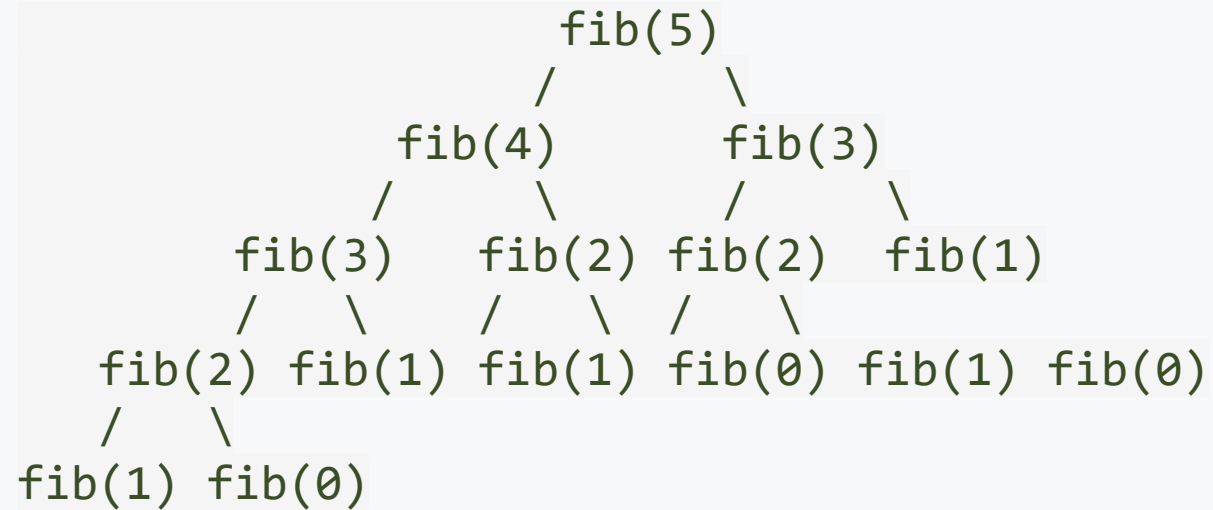 fib(5)
/ \
fib(4) fib(3)
/ \ / \
fib(3) fib(2) fib(2) fib(1)
/ \ / \ / \
fib(2) fib(1) fib(1) fib(0) fib(1) fib(0)
/ \
fib(1) fib(0)